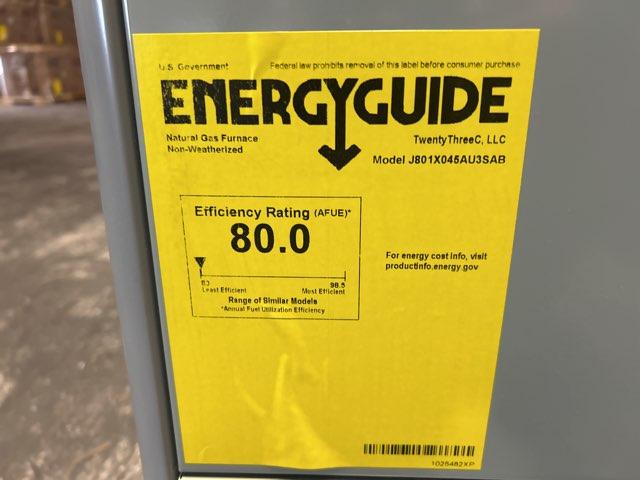 U.S. Government
Federal law prohibits removal of this label before consumer purchase
ENERGYGUIDE
Natural Gas Furnace
Non-Weatherized
TwentyThreeC, LLC
Model J801X045AU3SAB
Efficiency Rating (AFUE)*
80.0
98.5
Least Efficient
Most Efficient
Range of Similar Models
*Annual Fuel Utilization Efficiency
For energy cost info, visit
productinfo.energy.gov
1025482XP